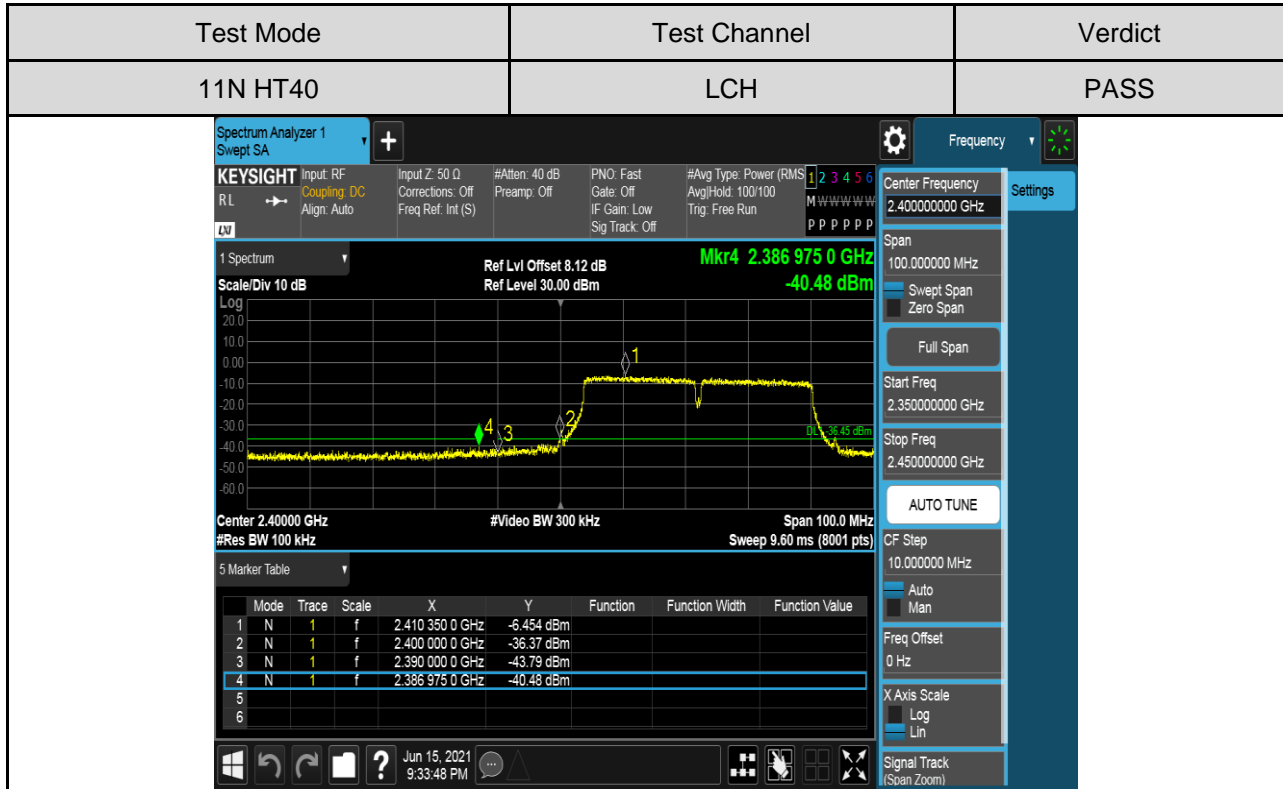 Test Mode Test Channel Verdict
11N HT40 LCH PASS
Spectrum Analyzer 1
Swept SA
+
Frequency
KEYSIGHT
RL
LXI
Input: RF
Coupling: DC
Align: Auto
Input Z: 50 Ω
Corrections: Off
Freq Ref: Int (S)
#Atten: 40 dB
Preamp: Off
PNO: Fast
Gate: Off
IF Gain: Low
Sig Track: Off
#Avg Type: Power (RMS
Avg|Hold: 100/100
Trig: Free Run
1 2 3 4 5 6
M W W W W W
P P P P P P
1 Spectrum
Scale/Div 10 dB
Ref Lvl Offset 8.12 dB
Ref Level 30.00 dBm
Mkr4 2.386 975 0 GHz
-40.48 dBm
Log
20.0
10.0
0.00
-10.0
-20.0
-30.0
-40.0
-50.0
-60.0
1
2
3
4
DL1 -36.45 dBm
Center 2.40000 GHz #Video BW 300 kHz Span 100.0 MHz
#Res BW 100 kHz Sweep 9.60 ms (8001 pts)
5 Marker Table
Mode Trace Scale X Y Function Function Width Function Value
1 N 1 f 2.410 350 0 GHz -6.454 dBm
2 N 1 f 2.400 000 0 GHz -36.37 dBm
3 N 1 f 2.390 000 0 GHz -43.79 dBm
4 N 1 f 2.386 975 0 GHz -40.48 dBm
5
6
?
Jun 15, 2021
9:33:48 PM
Center Frequency
2.400000000 GHz
Settings
Span
100.000000 MHz
Swept Span
Zero Span
Full Span
Start Freq
2.350000000 GHz
Stop Freq
2.450000000 GHz
AUTO TUNE
CF Step
10.000000 MHz
Auto
Man
Freq Offset
0 Hz
X Axis Scale
Log
Lin
Signal Track
(Span Zoom)